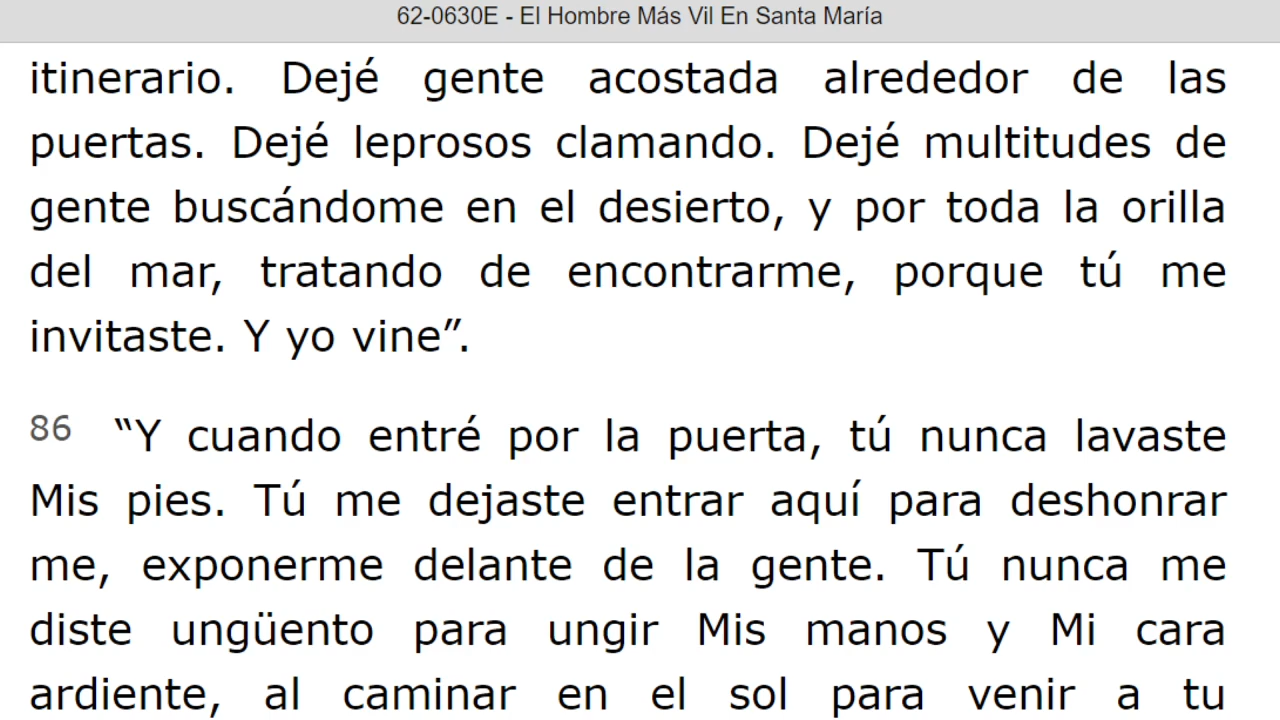 62-0630E - El Hombre Más Vil En Santa María
itinerario. Dejé gente acostada alrededor de las
puertas. Dejé leprosos clamando. Dejé multitudes de
gente buscándome en el desierto, y por toda la orilla
del mar, tratando de encontrarme, porque tú me
invitaste. Y yo vine”.
86 “Y cuando entré por la puerta, tú nunca lavaste
Mis pies. Tú me dejaste entrar aquí para deshonrar
me, exponerme delante de la gente. Tú nunca me
diste ungüento para ungir Mis manos y Mi cara
ardiente, al caminar en el sol para venir a tu